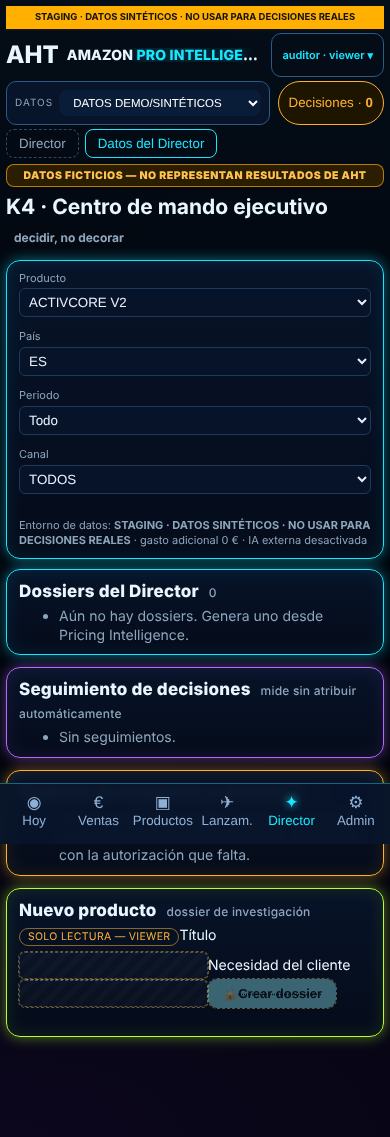 STAGING · DATOS SINTÉTICOS · NO USAR PARA DECISIONES REALES
AHT AMAZON PRO INTELLIGE... auditor · viewer ▾
DATOS DATOS DEMO/SINTÉTICOS Decisiones · 0
Director Datos del Director
DATOS FICTICIOS — NO REPRESENTAN RESULTADOS DE AHT
K4 · Centro de mando ejecutivo
decidir, no decorar
Producto
ACTIVCORE V2
País
ES
Periodo
Todo
Canal
TODOS
Entorno de datos: STAGING · DATOS SINTÉTICOS · NO USAR PARA
DECISIONES REALES · gasto adicional 0 € · IA externa desactivada
Dossiers del Director 0
Aún no hay dossiers. Genera uno desde
Pricing Intelligence.
Seguimiento de decisiones mide sin atribuir
automáticamente
Sin seguimientos.
Hoy Ventas Productos Lanzam. Director Admin
con la autorización que falta.
Nuevo producto dossier de investigación
SOLO LECTURA — VIEWER Título
Necesidad del cliente
Crear dossier